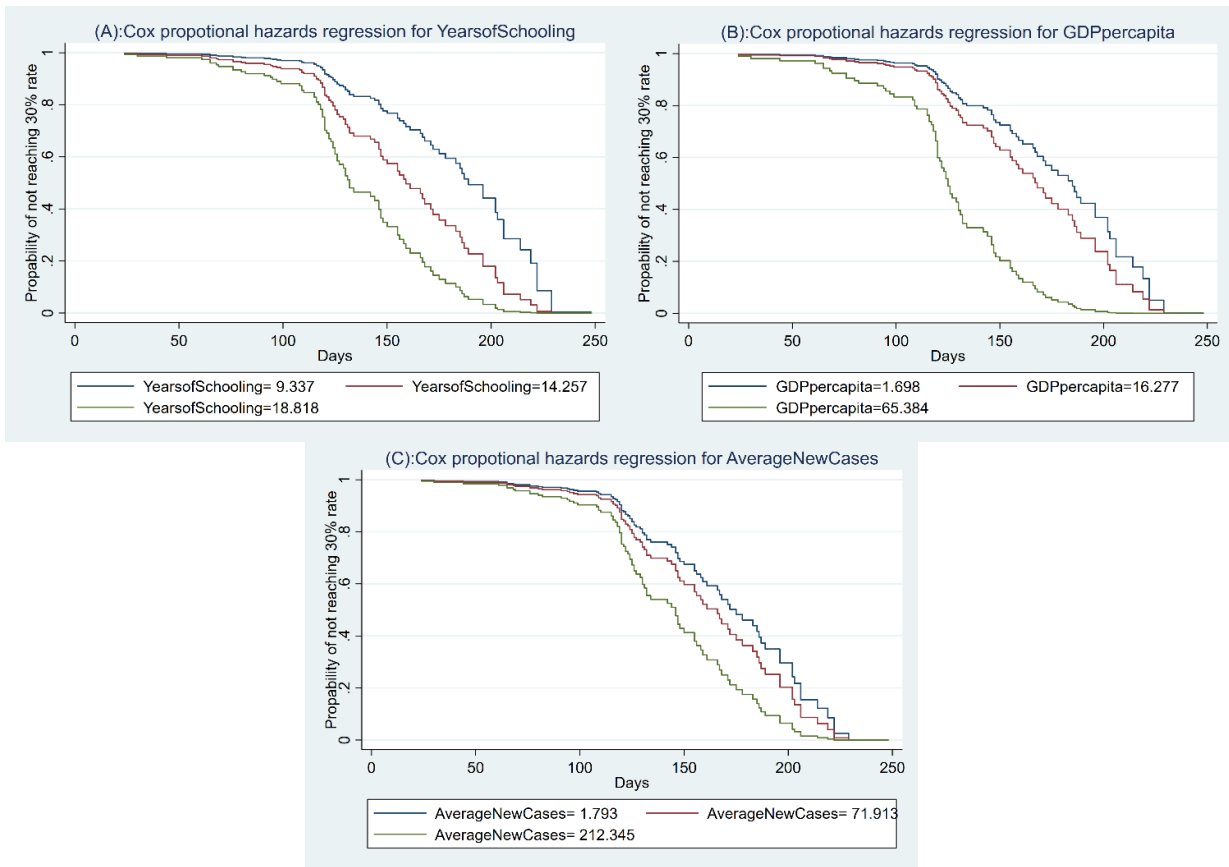 (A):Cox propotional hazards regression for YearsofSchooling
Propability of not reaching 30% rate
1
.8
.6
.4
.2
0
0 50 100 150 200 250
Days
YearsofSchooling= 9.337 YearsofSchooling=14.257
YearsofSchooling=18.818
(B):Cox propotional hazards regression for GDPpercapita
Propability of not reaching 30% rate
1
.8
.6
.4
.2
0
0 50 100 150 200 250
Days
GDPpercapita=1.698 GDPpercapita=16.277
GDPpercapita=65.384
(C):Cox propotional hazards regression for AverageNewCases
Propability of not reaching 30% rate
1
.8
.6
.4
.2
0
0 50 100 150 200 250
Days
AverageNewCases= 1.793 AverageNewCases= 71.913
AverageNewCases= 212.345